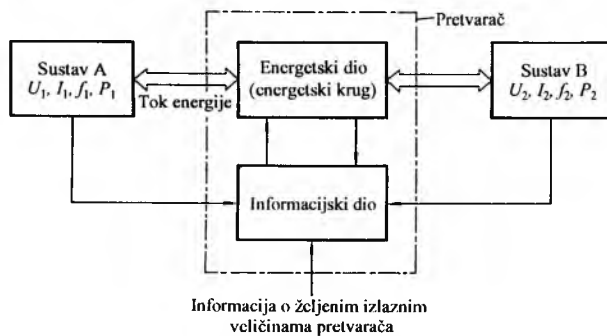 Pretvarač
Sustav A
U₁, I₁, f₁, P₁
Tok energije
Energetski dio
(energetski krug)
Sustav B
U₂, I₂, f₂, P₂
Informacijski dio
Informacija o željenim izlaznim
veličinama pretvarača